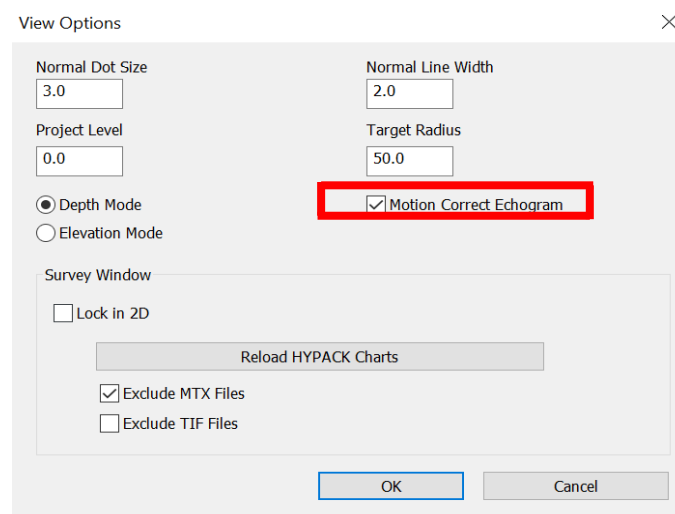 View Options
Normal Dot Size
Normal Line Width
3.0
2.0
Project Level
Target Radius
0.0
50.0
Depth Mode
Motion Correct Echogram
Elevation Mode
Survey Window
Lock in 2D
Reload HYPACK Charts
Exclude MTX Files
Exclude TIF Files
OK
Cancel